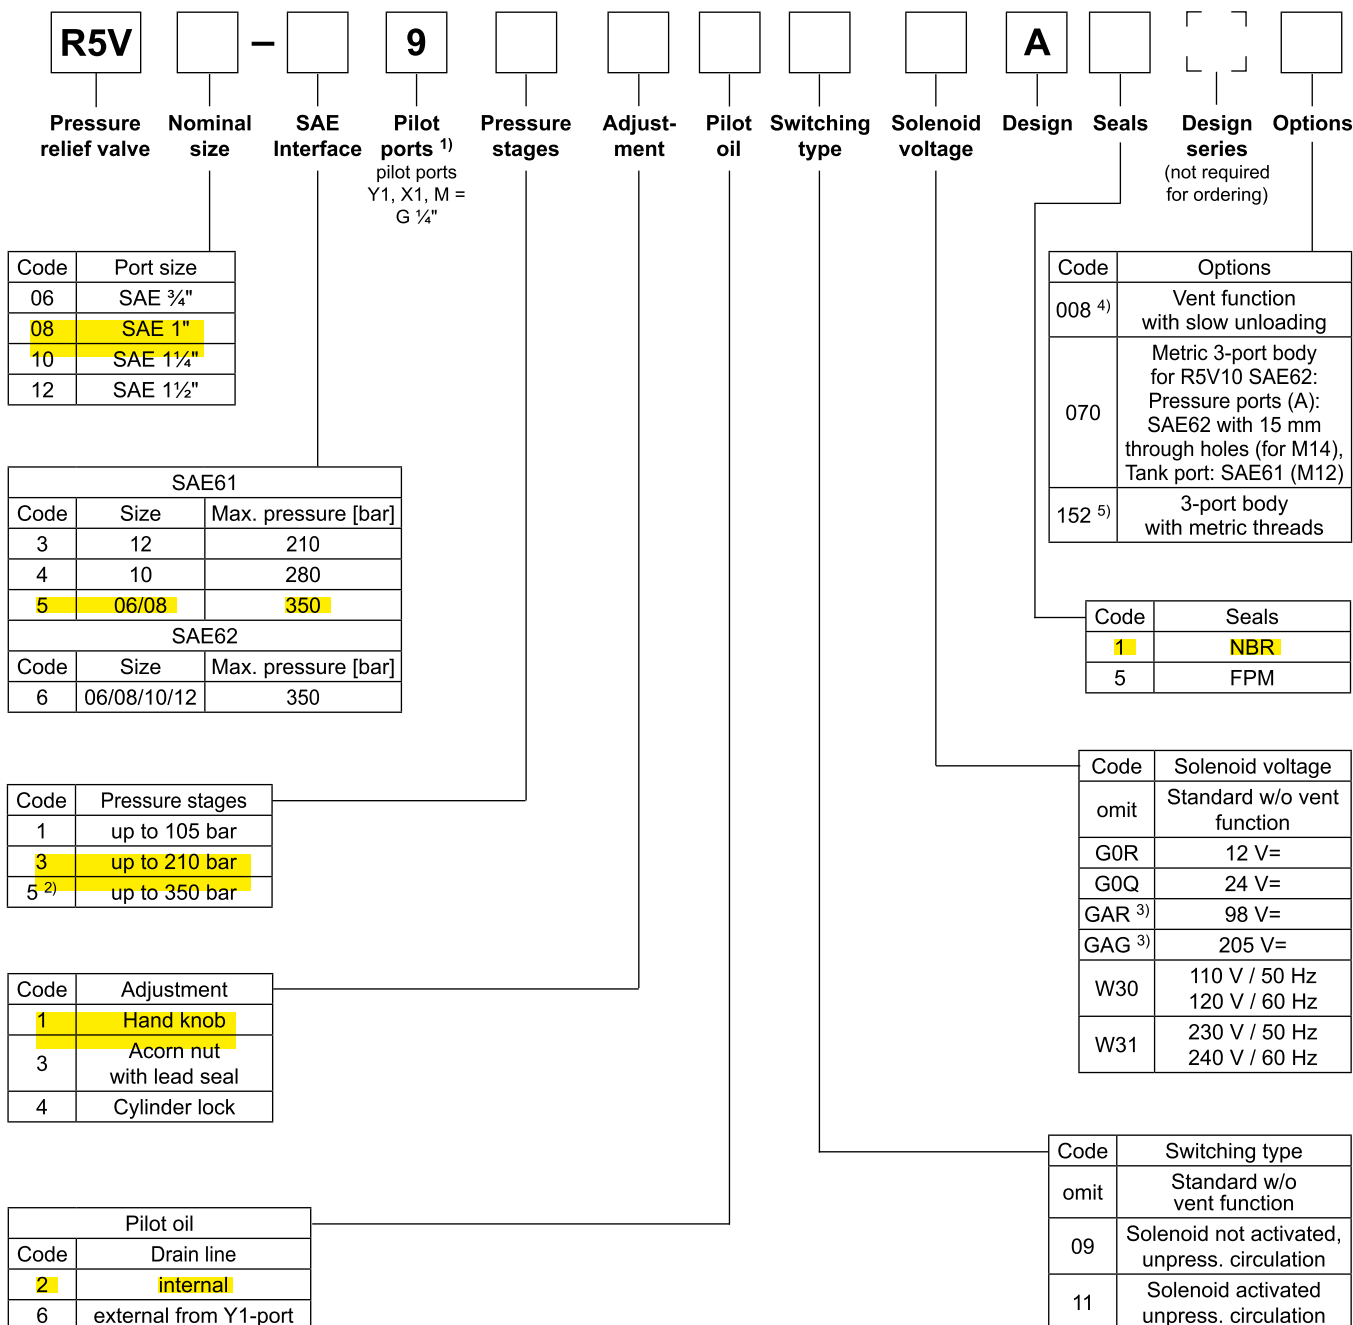 R5V – 9 A
Pressure relief valve
Nominal size
SAE Interface
Pilot ports 1)
pilot ports
Y1, X1, M =
G ¼"
Pressure stages
Adjust-
ment
Pilot oil
Switching type
Solenoid voltage
Design
Seals
Design series
(not required
for ordering)
Options
Code Port size
06 SAE ¾"
08 SAE 1"
10 SAE 1¼"
12 SAE 1½"
SAE61
Code Size Max. pressure [bar]
3 12 210
4 10 280
5 06/08 350
SAE62
Code Size Max. pressure [bar]
6 06/08/10/12 350
Code Pressure stages
1 up to 105 bar
3 up to 210 bar
5 2) up to 350 bar
Code Adjustment
1 Hand knob
3 Acorn nut
with lead seal
4 Cylinder lock
Pilot oil
Code Drain line
2 internal
6 external from Y1-port
Code Options
008 4) Vent function
with slow unloading
070 Metric 3-port body
for R5V10 SAE62:
Pressure ports (A):
SAE62 with 15 mm
through holes (for M14),
Tank port: SAE61 (M12)
152 5) 3-port body
with metric threads
Code Seals
1 NBR
5 FPM
Code Solenoid voltage
omit Standard w/o vent
function
G0R 12 V=
G0Q 24 V=
GAR 3) 98 V=
GAG 3) 205 V=
W30 110 V / 50 Hz
120 V / 60 Hz
W31 230 V / 50 Hz
240 V / 60 Hz
Code Switching type
omit Standard w/o
vent function
09 Solenoid not activated,
unpress. circulation
11 Solenoid activated
unpress. circulation